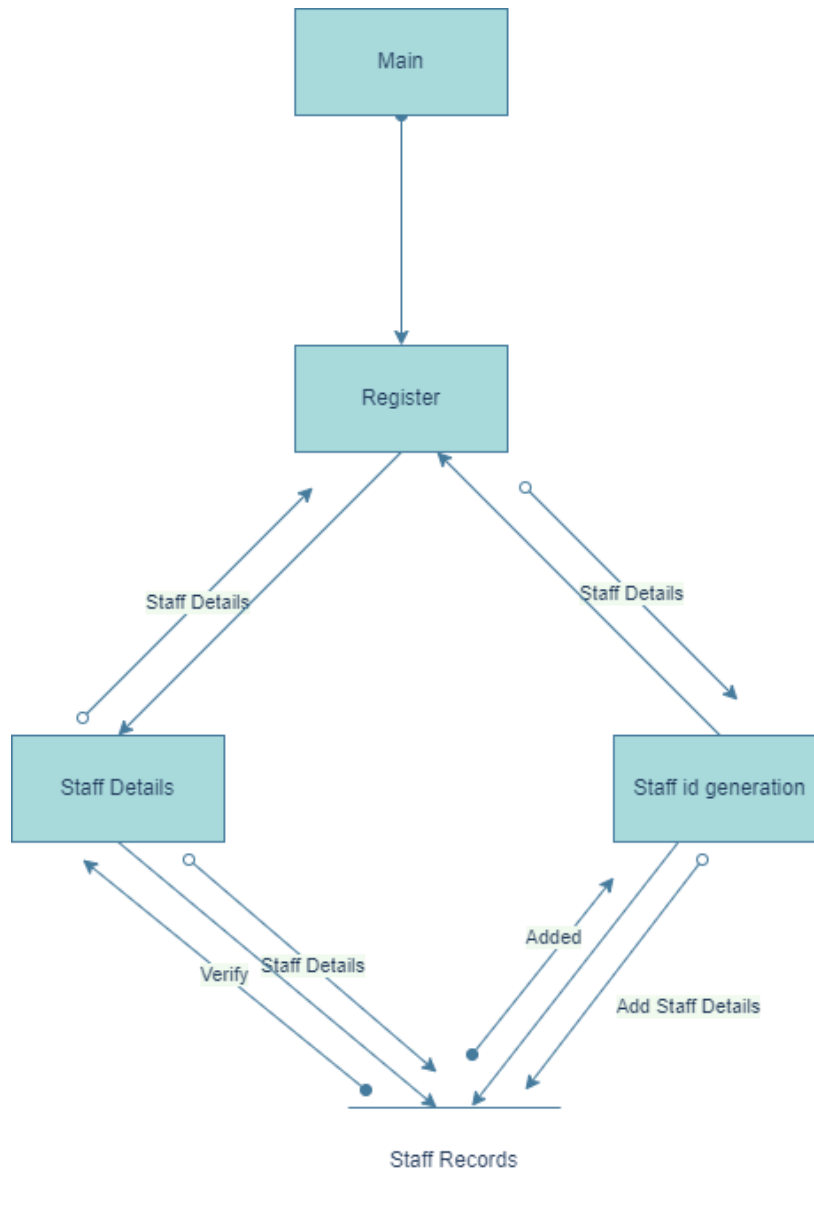 Main
Register
Staff Details
Staff Details
Staff Details
Staff id generation
Added
Staff Details
Verify
Add Staff Details
Staff Records